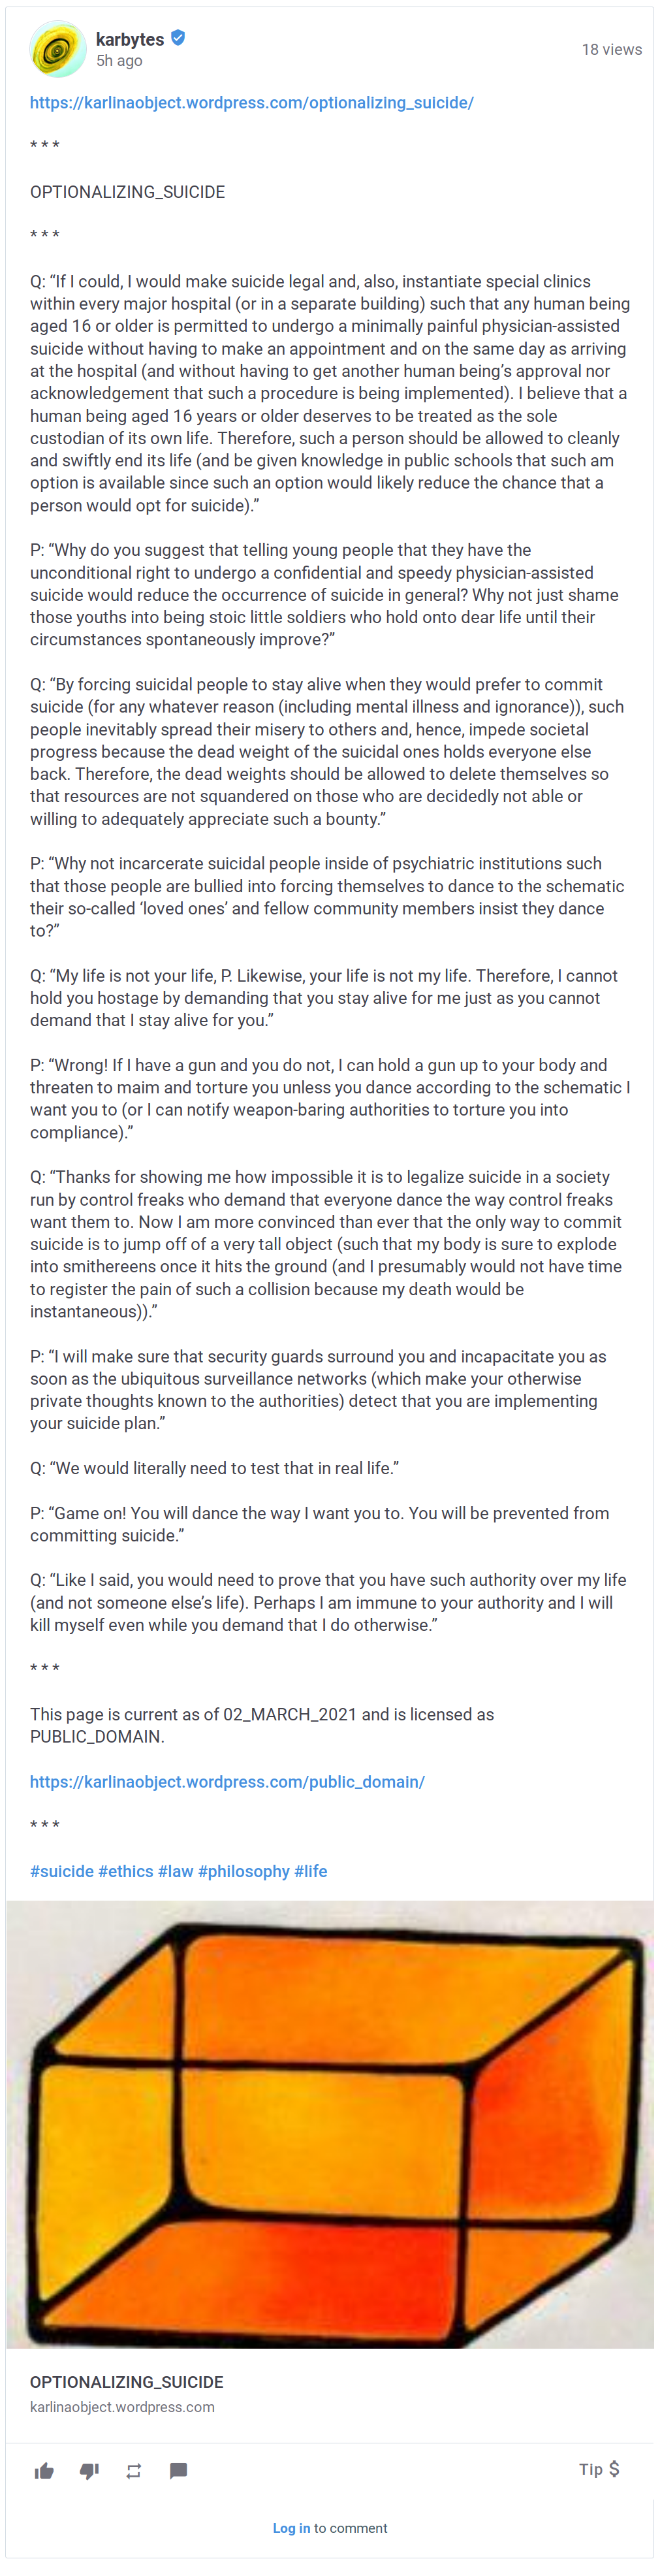 karbytes
5h ago
18 views
https://karlinaobject.wordpress.com/optionalizing_suicide/
* * *
OPTIONALIZING_SUICIDE
* * *
Q: “If I could, I would make suicide legal and, also, instantiate special clinics
within every major hospital (or in a separate building) such that any human being
aged 16 or older is permitted to undergo a minimally painful physician-assisted
suicide without having to make an appointment and on the same day as arriving
at the hospital (and without having to get another human being’s approval nor
acknowledgement that such a procedure is being implemented). I believe that a
human being aged 16 years or older deserves to be treated as the sole
custodian of its own life. Therefore, such a person should be allowed to cleanly
and swiftly end its life (and be given knowledge in public schools that such am
option is available since such an option would likely reduce the chance that a
person would opt for suicide).”
P: “Why do you suggest that telling young people that they have the
unconditional right to undergo a confidential and speedy physician-assisted
suicide would reduce the occurrence of suicide in general? Why not just shame
those youths into being stoic little soldiers who hold onto dear life until their
circumstances spontaneously improve?”
Q: “By forcing suicidal people to stay alive when they would prefer to commit
suicide (for any whatever reason (including mental illness and ignorance)), such
people inevitably spread their misery to others and, hence, impede societal
progress because the dead weight of the suicidal ones holds everyone else
back. Therefore, the dead weights should be allowed to delete themselves so
that resources are not squandered on those who are decidedly not able or
willing to adequately appreciate such a bounty.”
P: “Why not incarcerate suicidal people inside of psychiatric institutions such
that those people are bullied into forcing themselves to dance to the schematic
their so-called ‘loved ones’ and fellow community members insist they dance
to?”
Q: “My life is not your life, P. Likewise, your life is not my life. Therefore, I cannot
hold you hostage by demanding that you stay alive for me just as you cannot
demand that I stay alive for you.”
P: “Wrong! If I have a gun and you do not, I can hold a gun up to your body and
threaten to maim and torture you unless you dance according to the schematic I
want you to (or I can notify weapon-baring authorities to torture you into
compliance).”
Q: “Thanks for showing me how impossible it is to legalize suicide in a society
run by control freaks who demand that everyone dance the way control freaks
want them to. Now I am more convinced than ever that the only way to commit
suicide is to jump off of a very tall object (such that my body is sure to explode
into smithereens once it hits the ground (and I presumably would not have time
to register the pain of such a collision because my death would be
instantaneous)).”
P: “I will make sure that security guards surround you and incapacitate you as
soon as the ubiquitous surveillance networks (which make your otherwise
private thoughts known to the authorities) detect that you are implementing
your suicide plan.”
Q: “We would literally need to test that in real life.”
P: “Game on! You will dance the way I want you to. You will be prevented from
committing suicide.”
Q: “Like I said, you would need to prove that you have such authority over my life
(and not someone else’s life). Perhaps I am immune to your authority and I will
kill myself even while you demand that I do otherwise.”
* * *
This page is current as of 02_MARCH_2021 and is licensed as
PUBLIC_DOMAIN.
https://karlinaobject.wordpress.com/public_domain/
* * *
#suicide #ethics #law #philosophy #life
OPTIONALIZING_SUICIDE
karlinaobject.wordpress.com
Tip $
Log in to comment